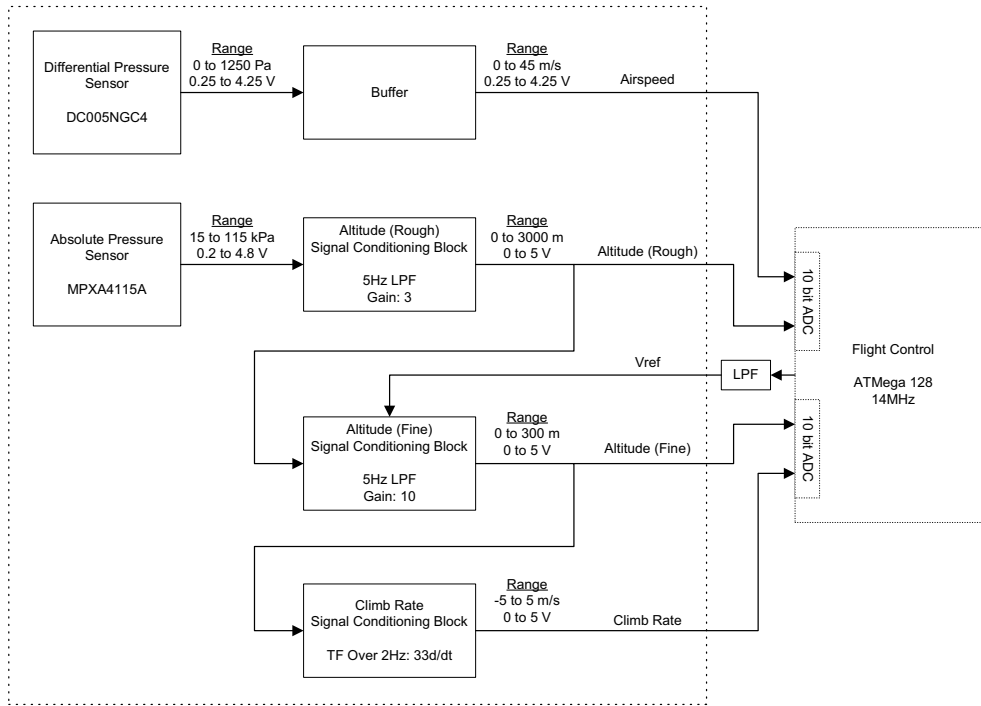 Differential Pressure
Sensor
DC005NGC4
Range
0 to 1250 Pa
0.25 to 4.25 V
Buffer
Range
0 to 45 m/s
0.25 to 4.25 V
Airspeed
Absolute Pressure
Sensor
MPXA4115A
Range
15 to 115 kPa
0.2 to 4.8 V
Altitude (Rough)
Signal Conditioning Block
5Hz LPF
Gain: 3
Range
0 to 3000 m
0 to 5 V
Altitude (Rough)
10 bit ADC
Flight Control
ATMega 128
14MHz
Vref
LPF
Altitude (Fine)
Signal Conditioning Block
5Hz LPF
Gain: 10
Range
0 to 300 m
0 to 5 V
Altitude (Fine)
10 bit ADC
Climb Rate
Signal Conditioning Block
TF Over 2Hz: 33d/dt
Range
-5 to 5 m/s
0 to 5 V
Climb Rate